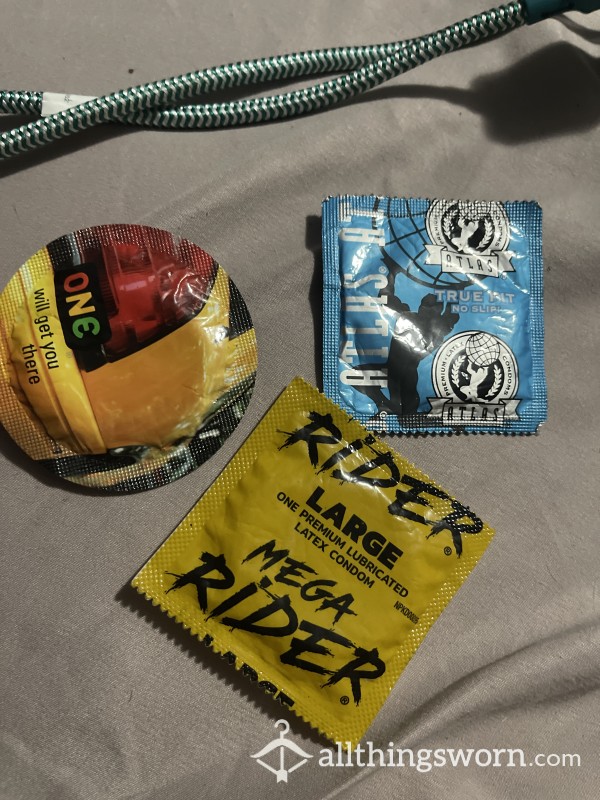 ONE
will get you
there
ATLAS
ATLAS
TRUE FIT
NO SLIP!
ATLAS
RiDER
LARGE
ONE PREMIUM LUBRICATED
LATEX CONDOM
MEGA
RiDER
LARGE
allthingsworn.com